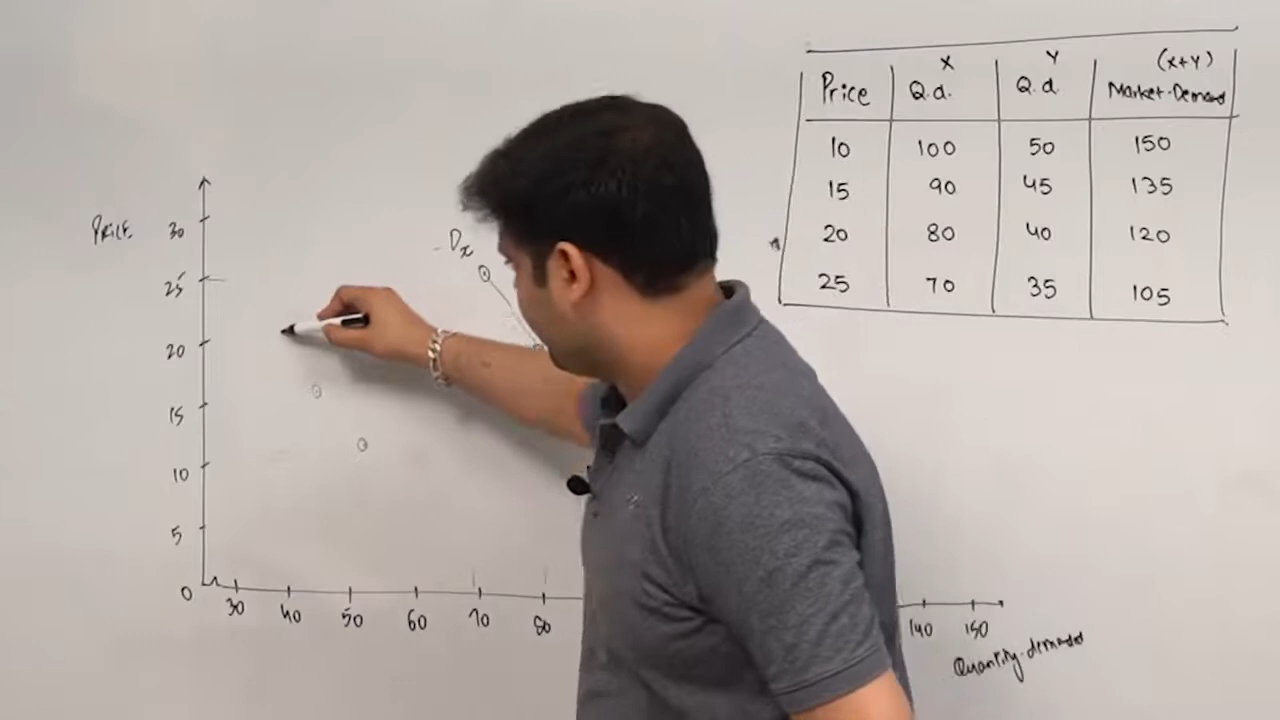 X Y (X+Y)
Price Q.d. Q.d Market-Demand
10 100 50 150
15 90 45 135
20 80 40 120
25 70 35 105
PRICE
30
25
20
15
10
5
0
Dx
30 40 50 60 70 80 140 150
Quantity-demanded